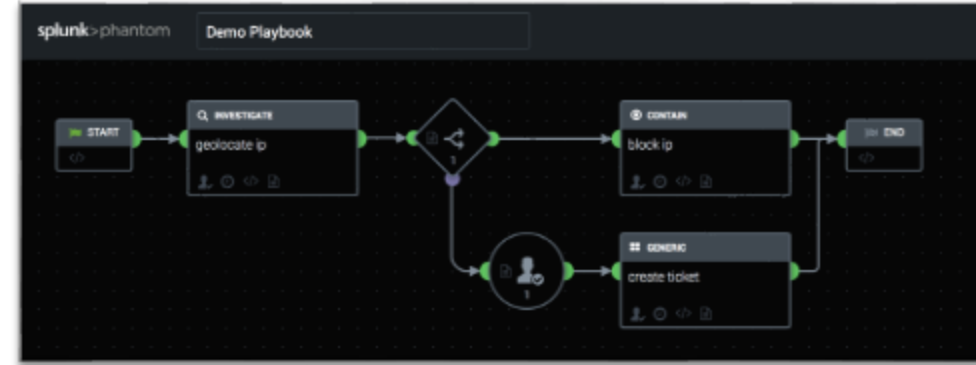 splunk>phantom
Demo Playbook
START
</>
INVESTIGATE
geolocate ip
</>
1
CONTAIN
block ip
</>
END
</>
1
GENERIC
create ticket
</>